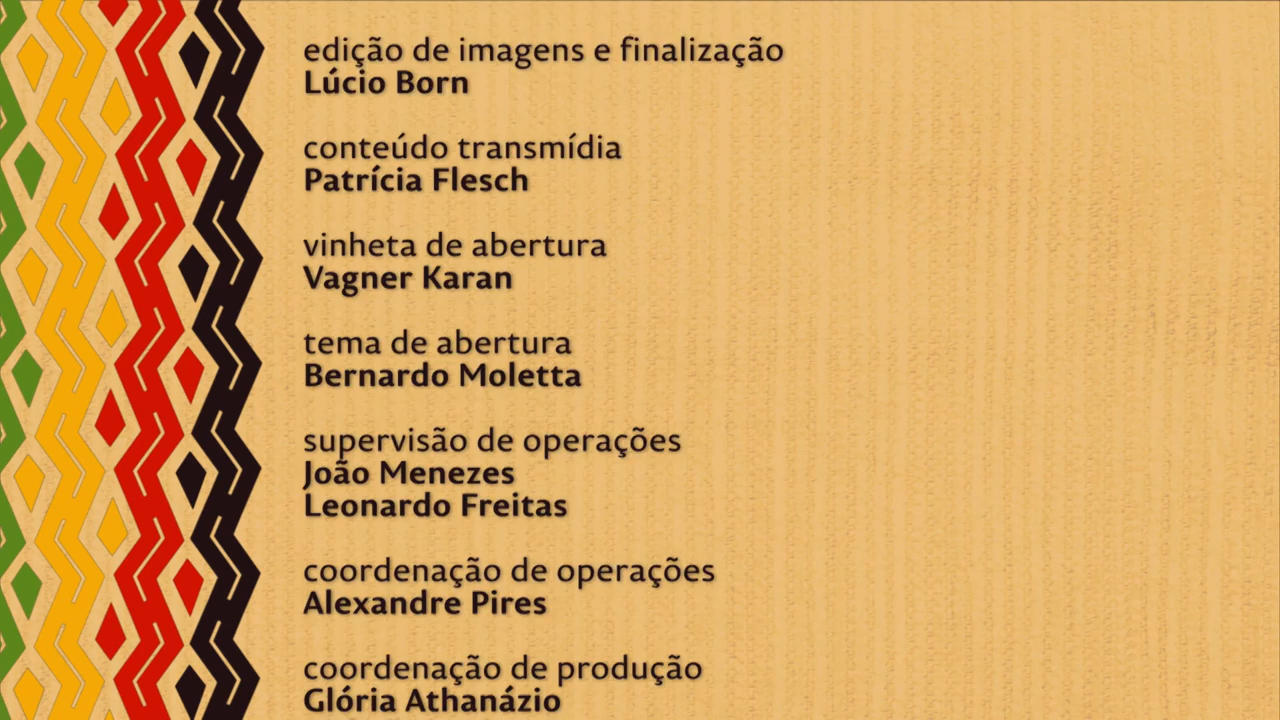 edição de imagens e finalização
Lúcio Born
conteúdo transmídia
Patrícia Flesch
vinheta de abertura
Vagner Karan
tema de abertura
Bernardo Moletta
supervisão de operações
João Menezes
Leonardo Freitas
coordenação de operações
Alexandre Pires
coordenação de produção
Glória Athanázio